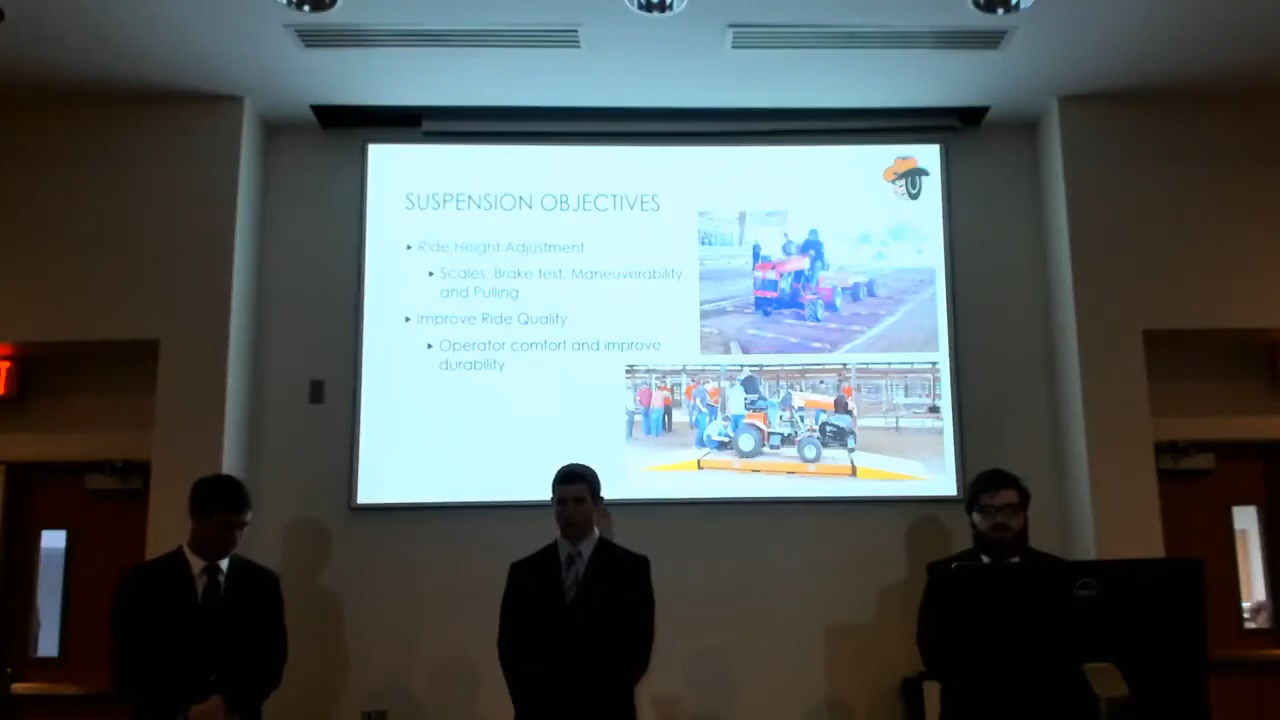 SUSPENSION OBJECTIVES
Ride Height Adjustment
Scales, Brake test, Maneuverability,
and Pulling
Improve Ride Quality
Operator comfort and improve
durability
T